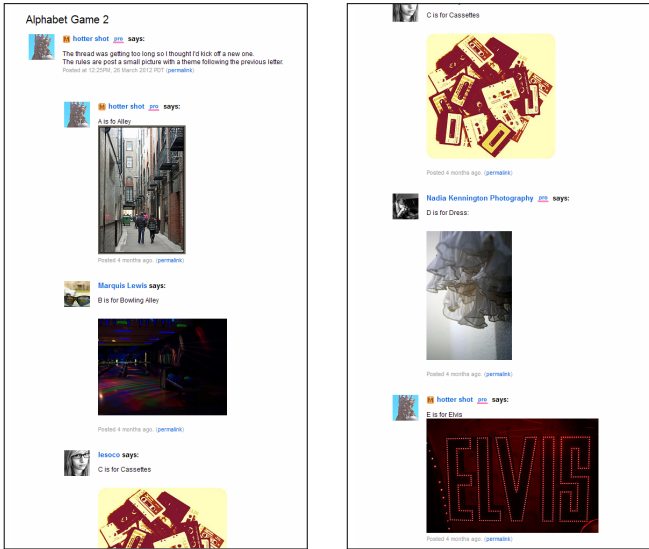 Alphabet Game 2
M hotter shot pro says:
The thread was getting too long so I thought I'd kick off a new one.
The rules are post a small picture with a theme following the previous letter.
Posted at 12:25PM, 26 March 2012 PDT (permalink)
M hotter shot pro says:
A is fo Alley
Posted 4 months ago. (permalink)
Marquis Lewis says:
B is for Bowling Alley
Posted 4 months ago. (permalink)
lesoco says:
C is for Cassettes
C is for Cassettes
Posted 4 months ago. (permalink)
Nadia Kennington Photography pro says:
D is for Dress:
Posted 4 months ago. (permalink)
M hotter shot pro says:
E is for Elvis
ELVIS
Posted 4 months ago. (permalink)